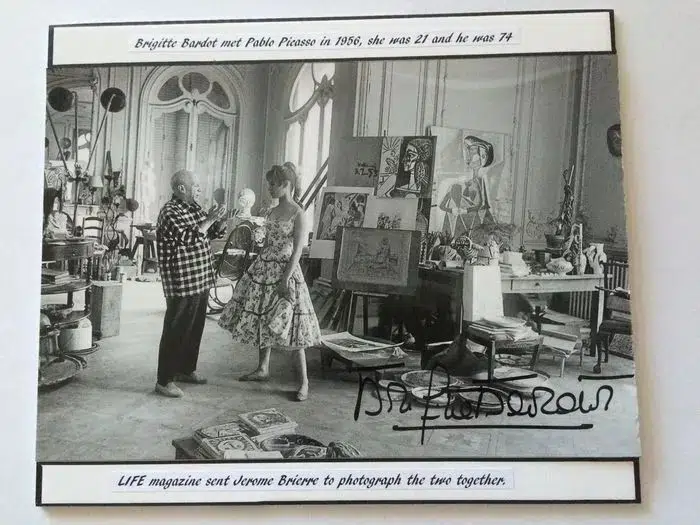 Brigitte Bardot met Pablo Picasso in 1956, she was 21 and he was 74
Brigitte Bardot
LIFE magazine sent Jerome Brierre to photograph the two together.